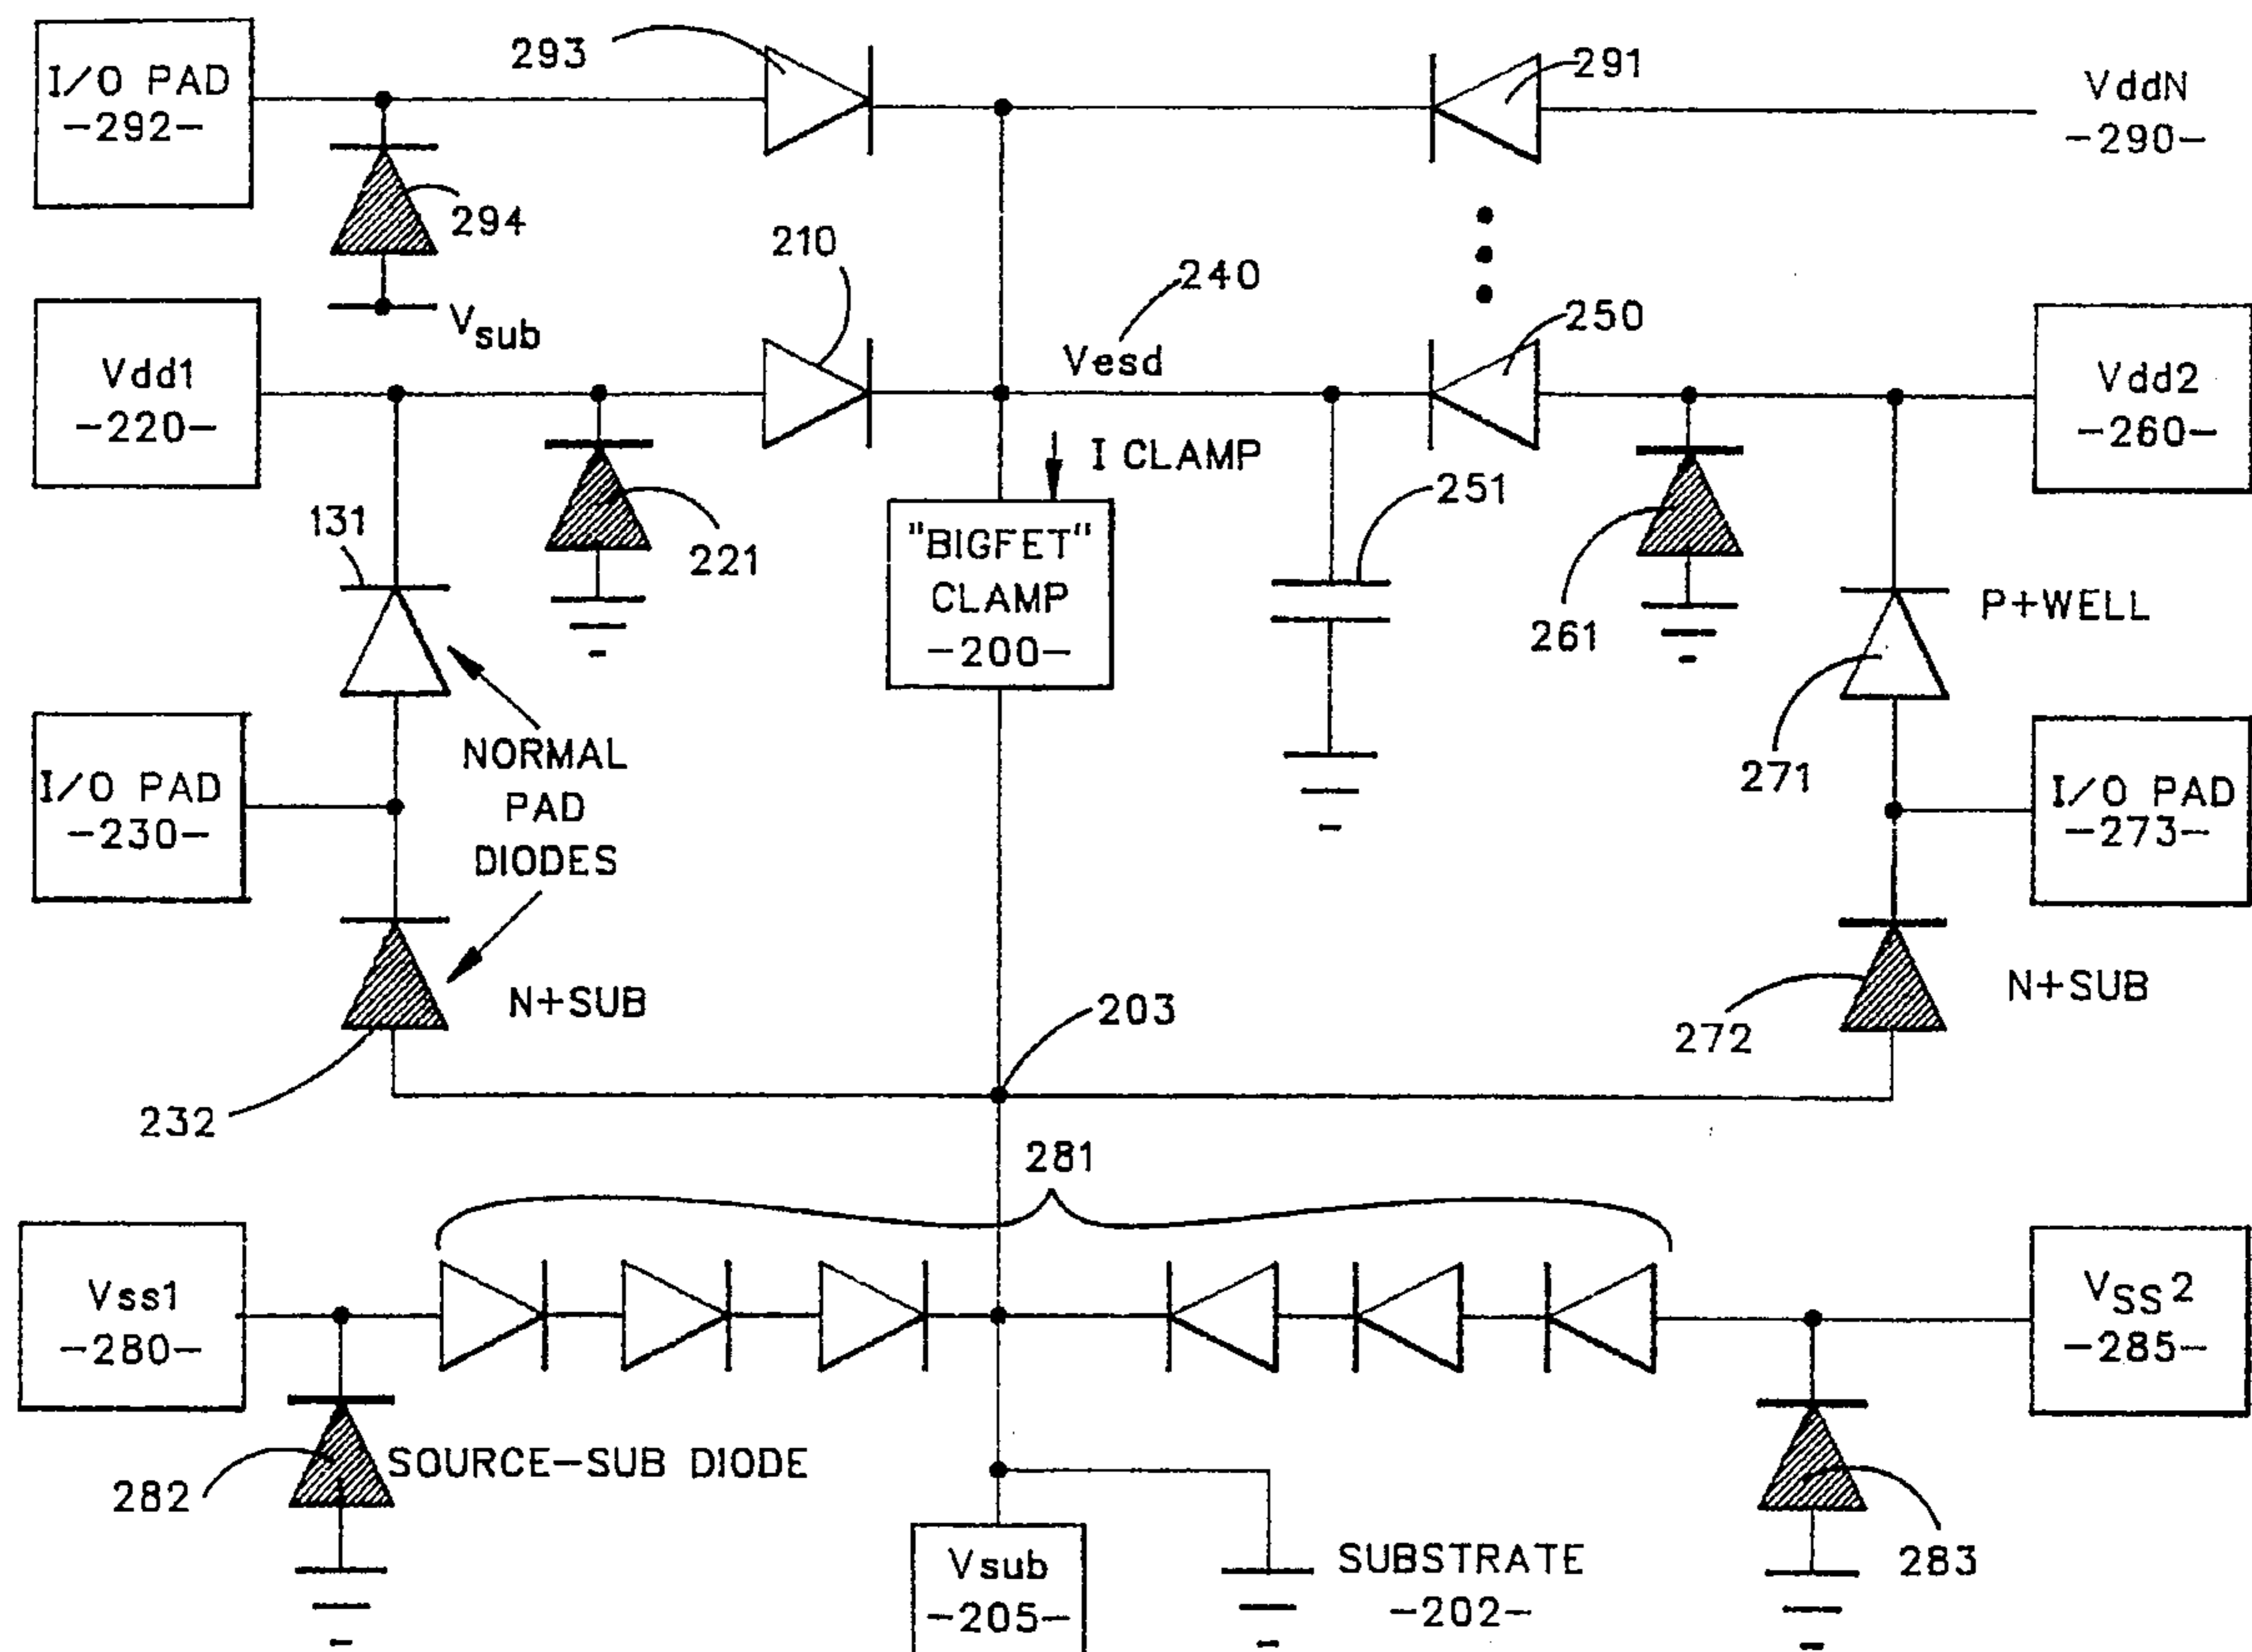 I/O PAD
-292-
293
291
VddN
-290-
294
Vsub
210
240
250
Vdd1
-220-
Vesd
Vdd2
-260-
I CLAMP
251
131
221
"BIGFET"
CLAMP
-200-
261
P+WELL
NORMAL
PAD
DIODES
271
I/O PAD
-230-
I/O PAD
-273-
N+SUB
203
272
N+SUB
232
281
Vss1
-280-
VSS2
-285-
282
SOURCE-SUB DIODE
Vsub
-205-
SUBSTRATE
-202-
283